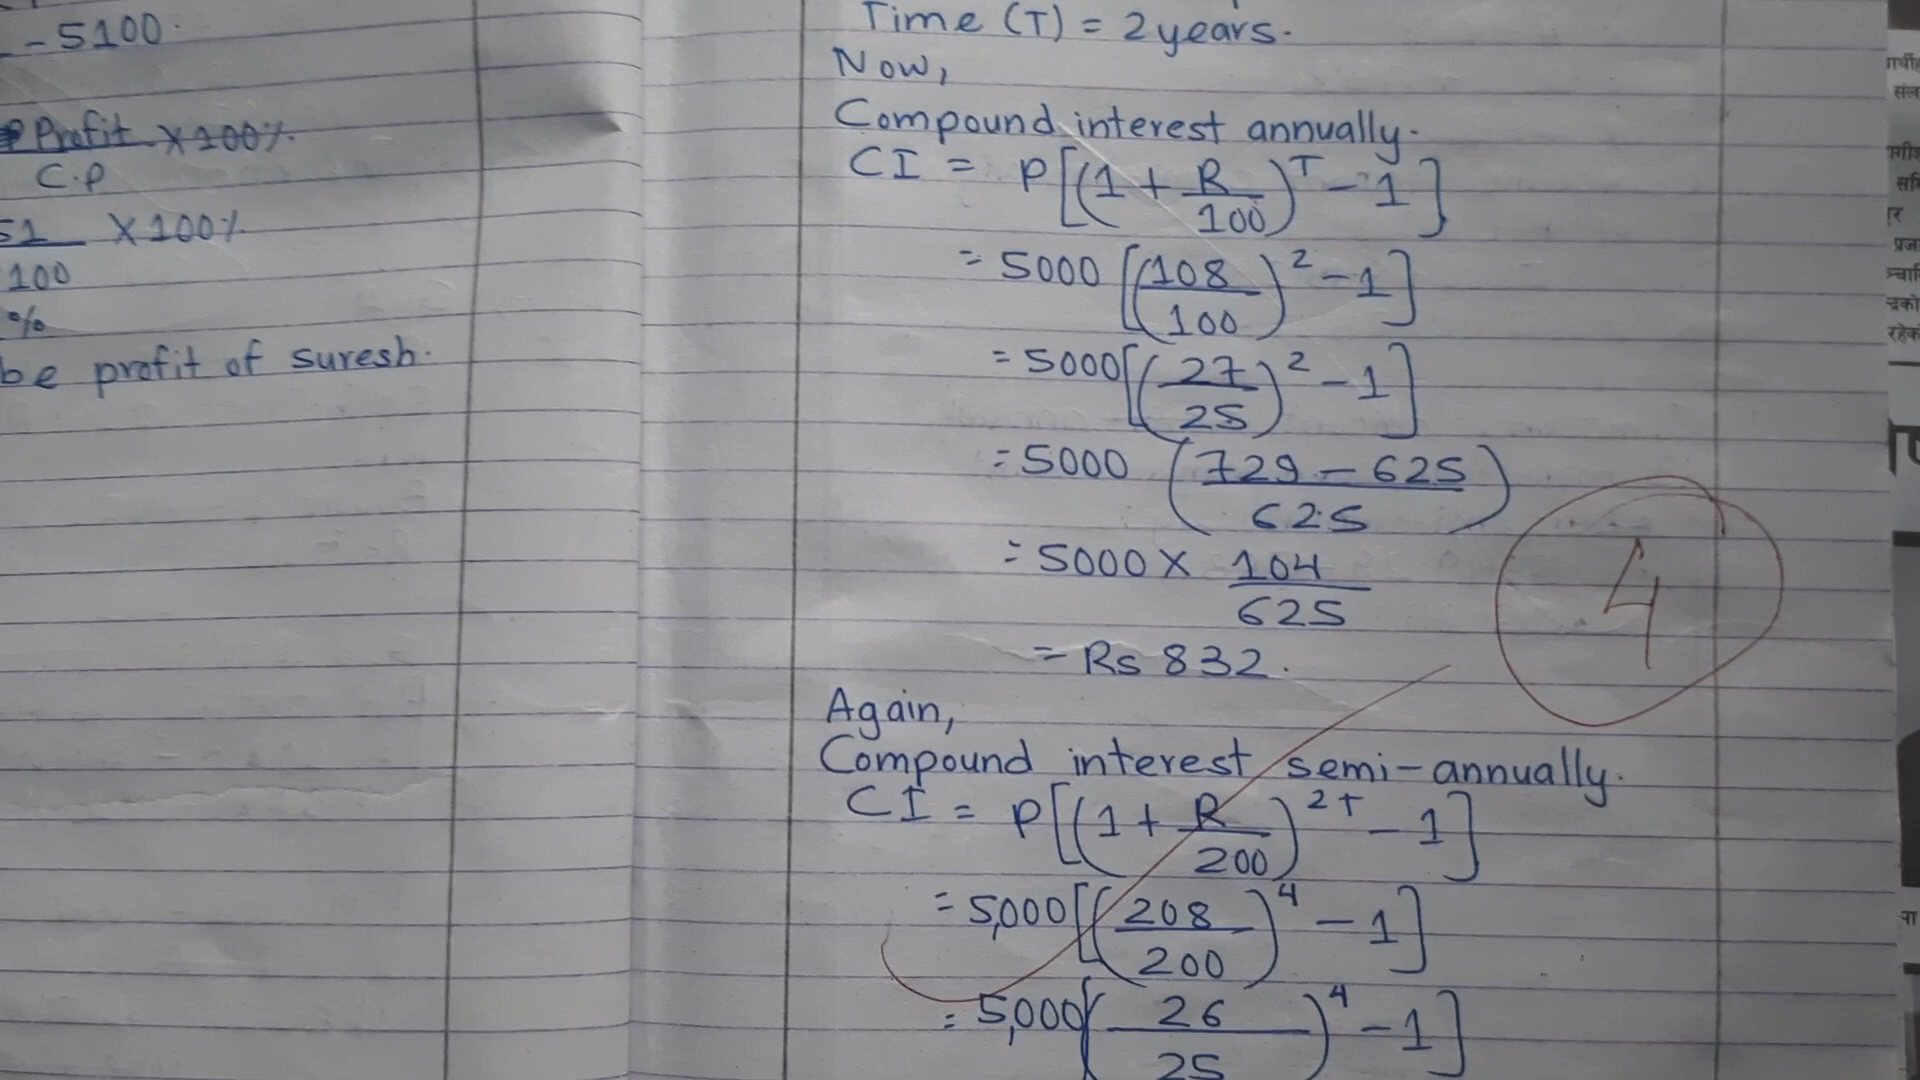 - 5100.
Profit × 100%.
C.P
51 × 100%
100
%
be profit of suresh.
Time (T) = 2 years.
Now,
Compound interest annually.
CI = P[(1 + R/100)^T - 1]
= 5000 [(108/100)^2 - 1]
= 5000[(27/25)^2 - 1]
= 5000 (729 - 625/625)
= 5000 × 104/625
= Rs 832.
4
Again,
Compound interest semi-annually.
CI = P[(1 + R/200)^2T - 1]
= 5,000[(208/200)^4 - 1]
= 5,000[(26/25)^4 - 1]